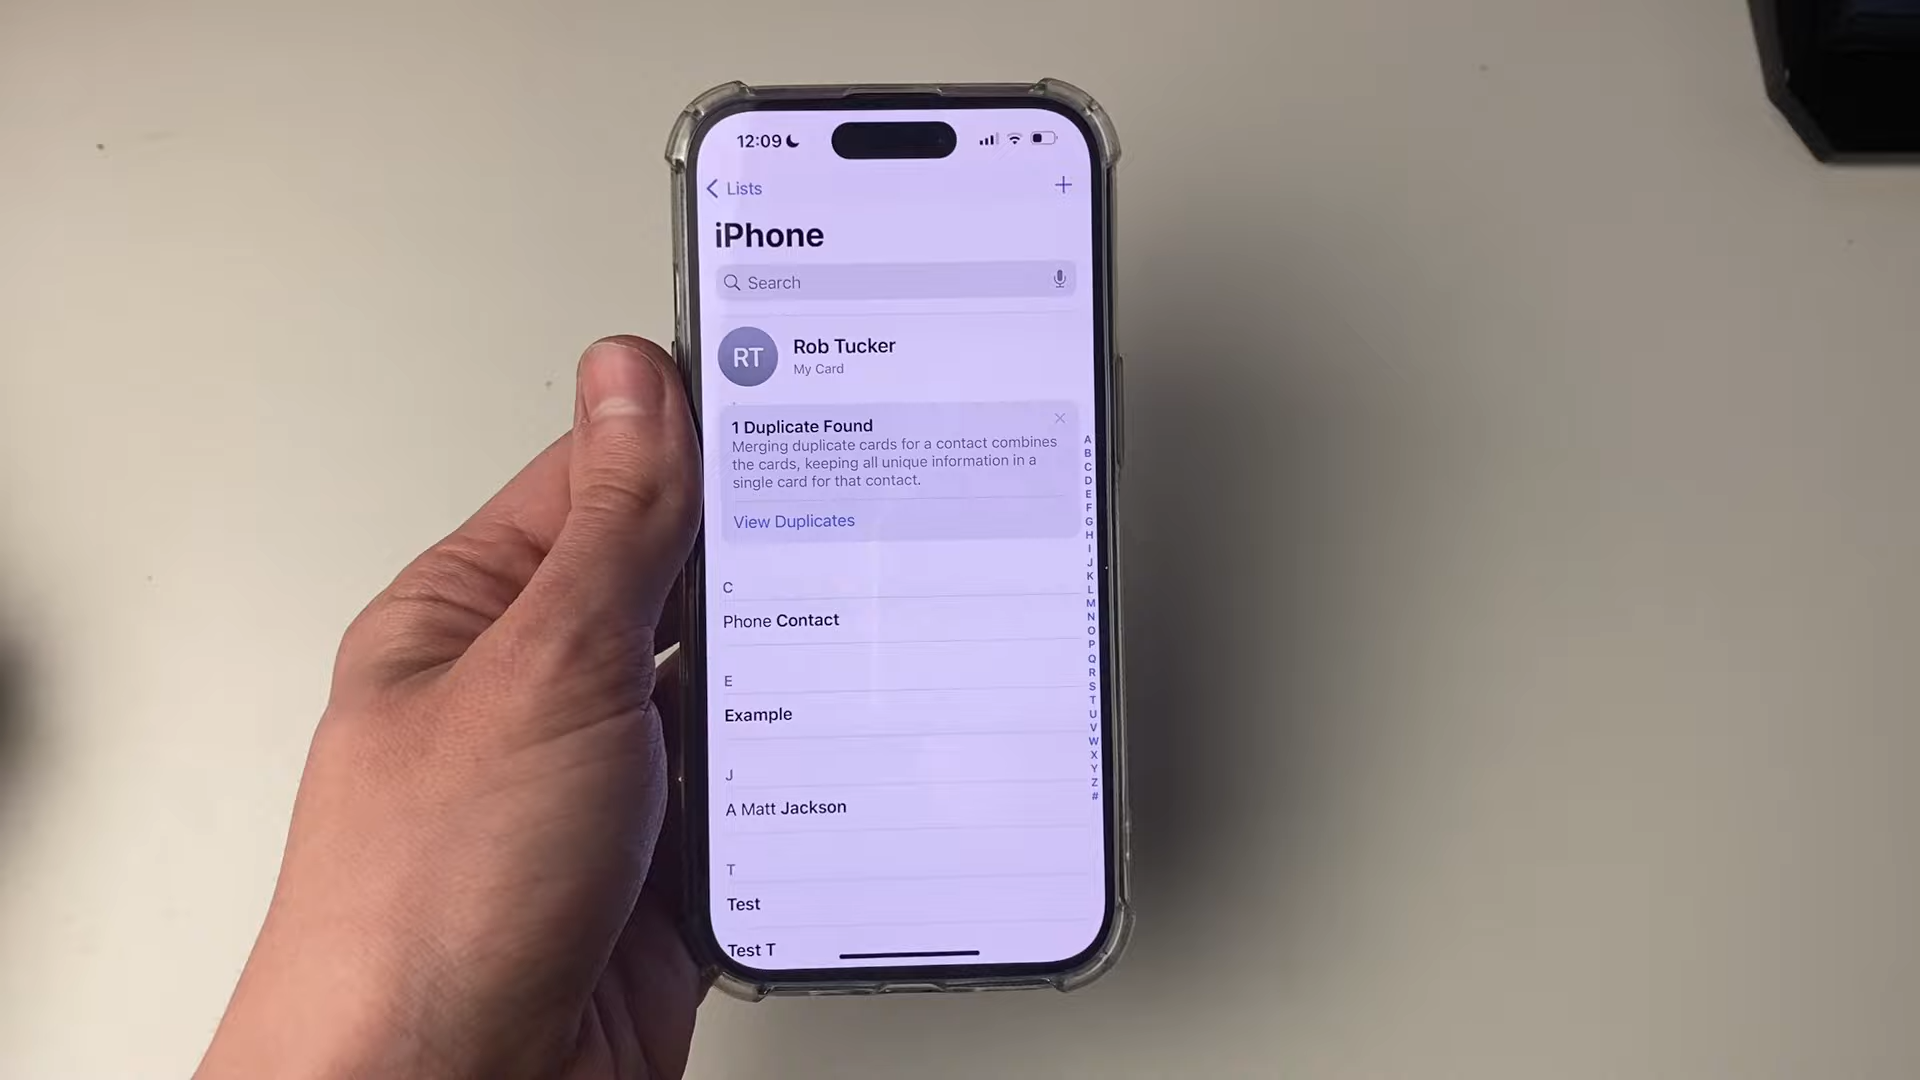 12:09
Lists
iPhone
Search
RT
Rob Tucker
My Card
1 Duplicate Found
Merging duplicate cards for a contact combines
the cards, keeping all unique information in a
single card for that contact.
View Duplicates
C
Phone Contact
E
Example
J
A Matt Jackson
T
Test
Test T
A
B
C
D
E
F
G
H
I
J
K
L
M
N
O
P
Q
R
S
T
U
V
W
X
Y
Z
#